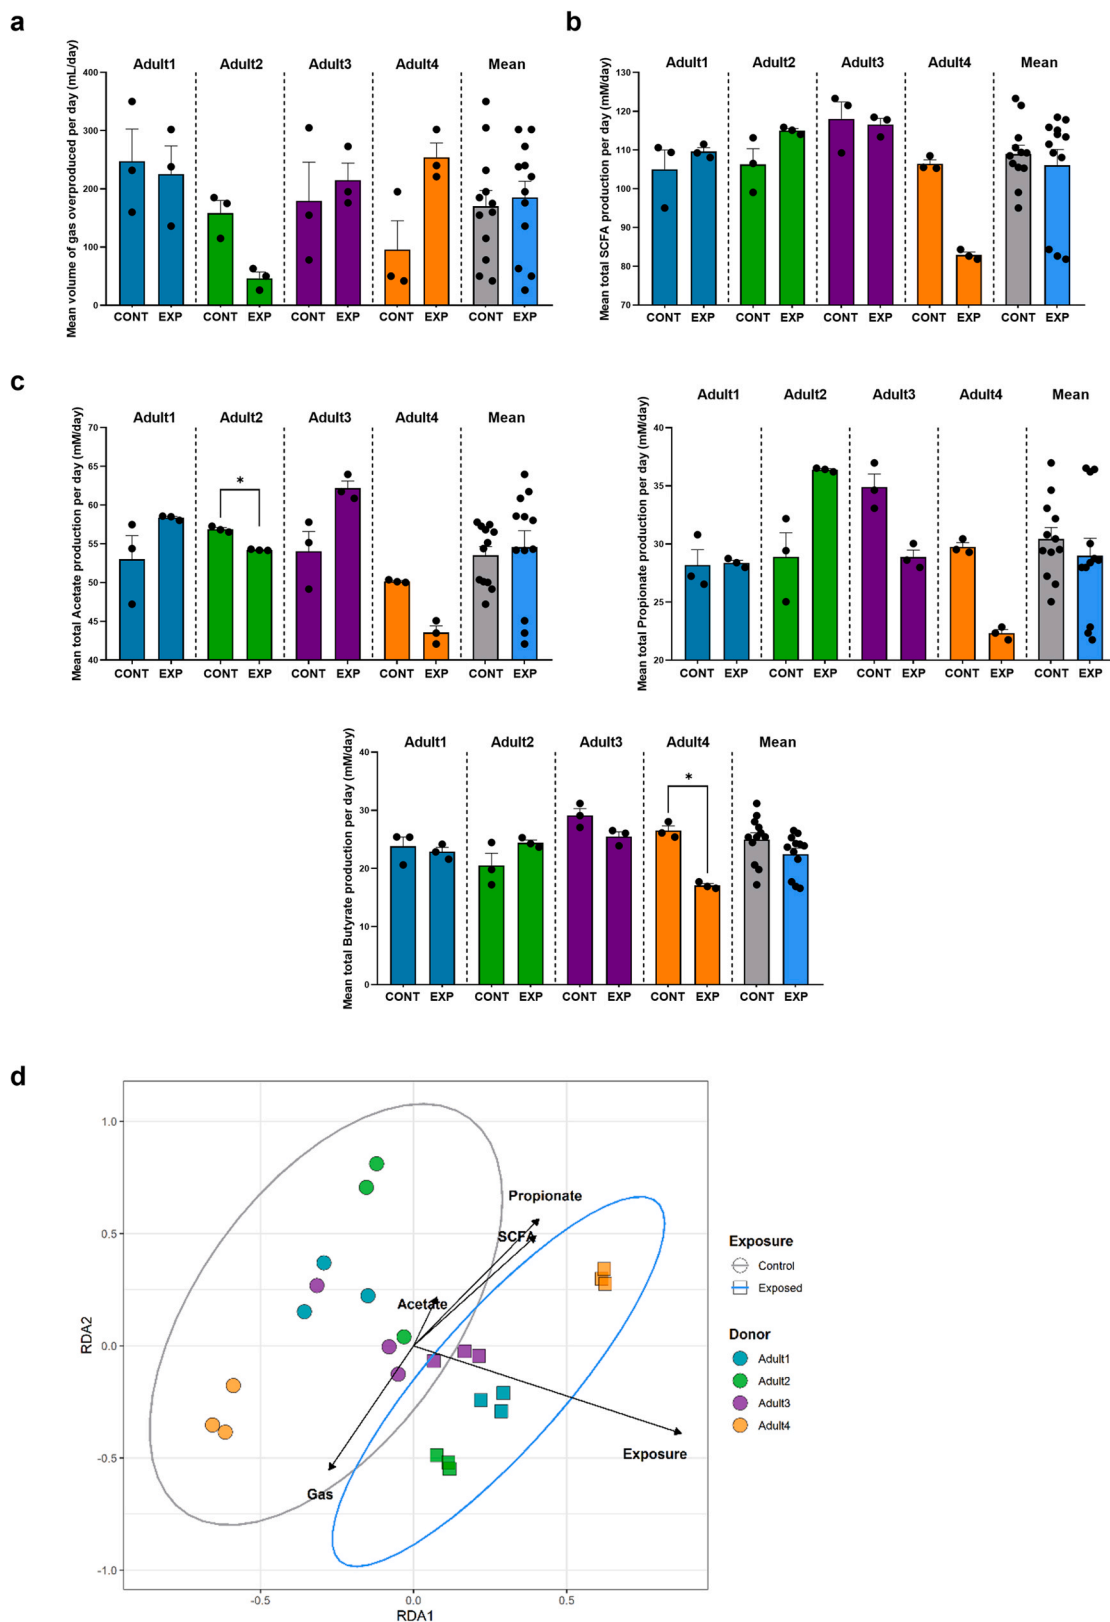 a
Adult1 Adult2 Adult3 Adult4 Mean
Mean volume of gas overproduced per day (mL/day)
400
300
200
100
0
CONT EXP CONT EXP CONT EXP CONT EXP CONT EXP
b
Adult1 Adult2 Adult3 Adult4 Mean
Mean total SCFA production per day (mM/day)
130
120
110
100
90
80
70
CONT EXP CONT EXP CONT EXP CONT EXP CONT EXP
c
Adult1 Adult2 Adult3 Adult4 Mean
Mean total Acetate production per day (mM/day)
70
65
60
55
50
45
40
*
CONT EXP CONT EXP CONT EXP CONT EXP CONT EXP
Adult1 Adult2 Adult3 Adult4 Mean
Mean total Propionate production per day (mM/day)
40
35
30
25
20
CONT EXP CONT EXP CONT EXP CONT EXP CONT EXP
Adult1 Adult2 Adult3 Adult4 Mean
Mean total Butyrate production per day (mM/day)
40
30
20
10
0
*
CONT EXP CONT EXP CONT EXP CONT EXP CONT EXP
d
RDA2
1.0
0.5
0.0
-0.5
-1.0
Propionate
SCFA
Acetate
Exposure
Gas
-0.5 0.0 0.5
RDA1
Exposure
Control
Exposed
Donor
Adult1
Adult2
Adult3
Adult4